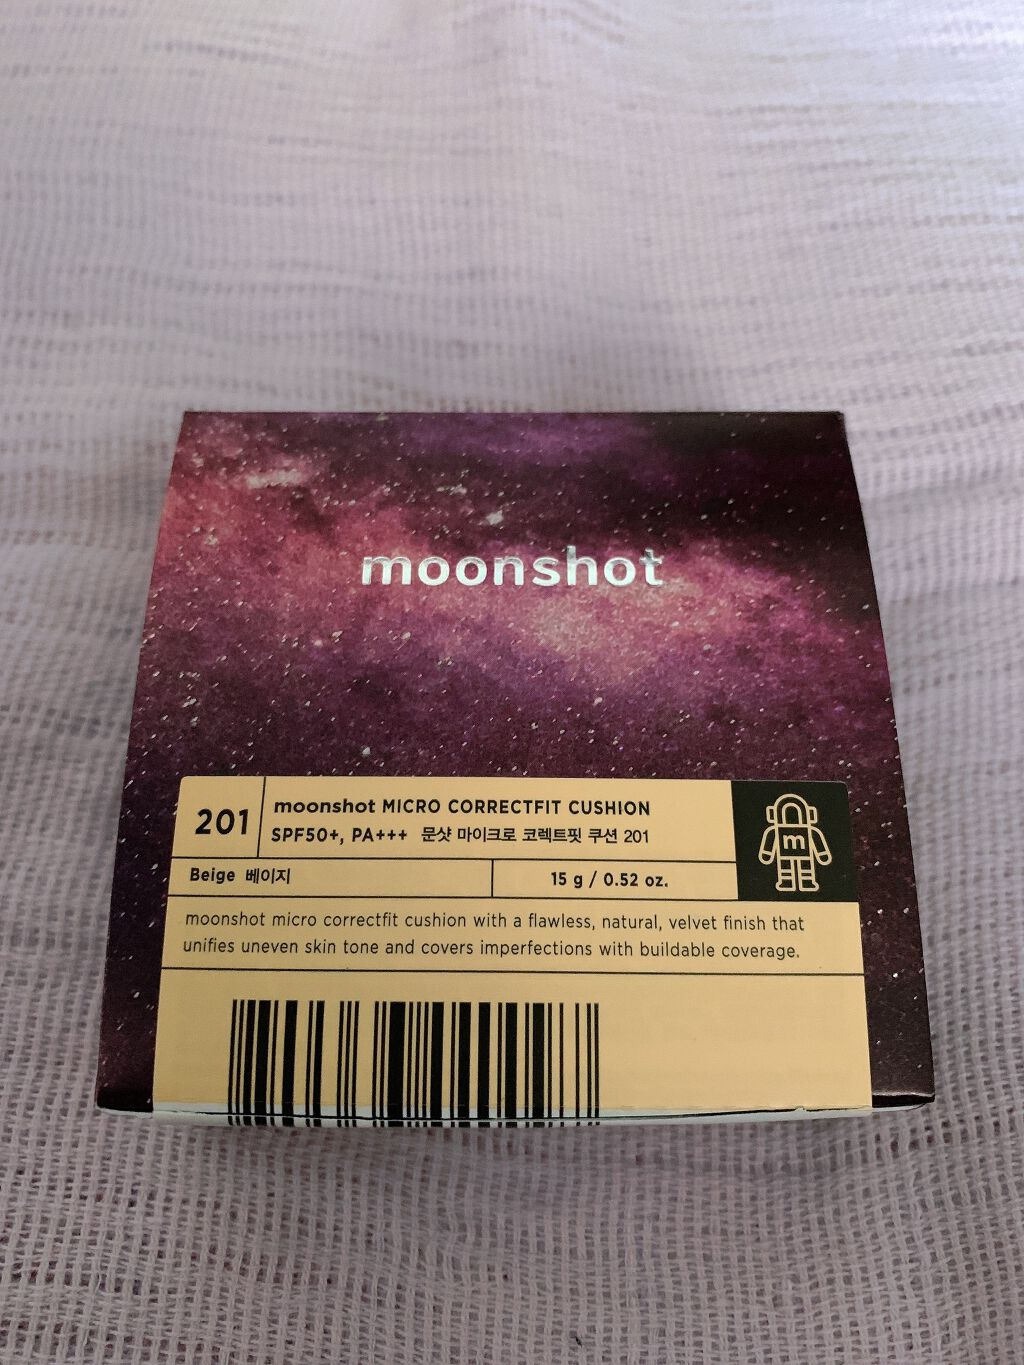 moonshot
201
moonshot MICRO CORRECTFIT CUSHION
SPF50+, PA+++ 문샷 마이크로 코렉트핏 쿠션 201
m
Beige 베이지
15 g / 0.52 oz.
moonshot micro correctfit cushion with a flawless, natural, velvet finish that
unifies uneven skin tone and covers imperfections with buildable coverage.